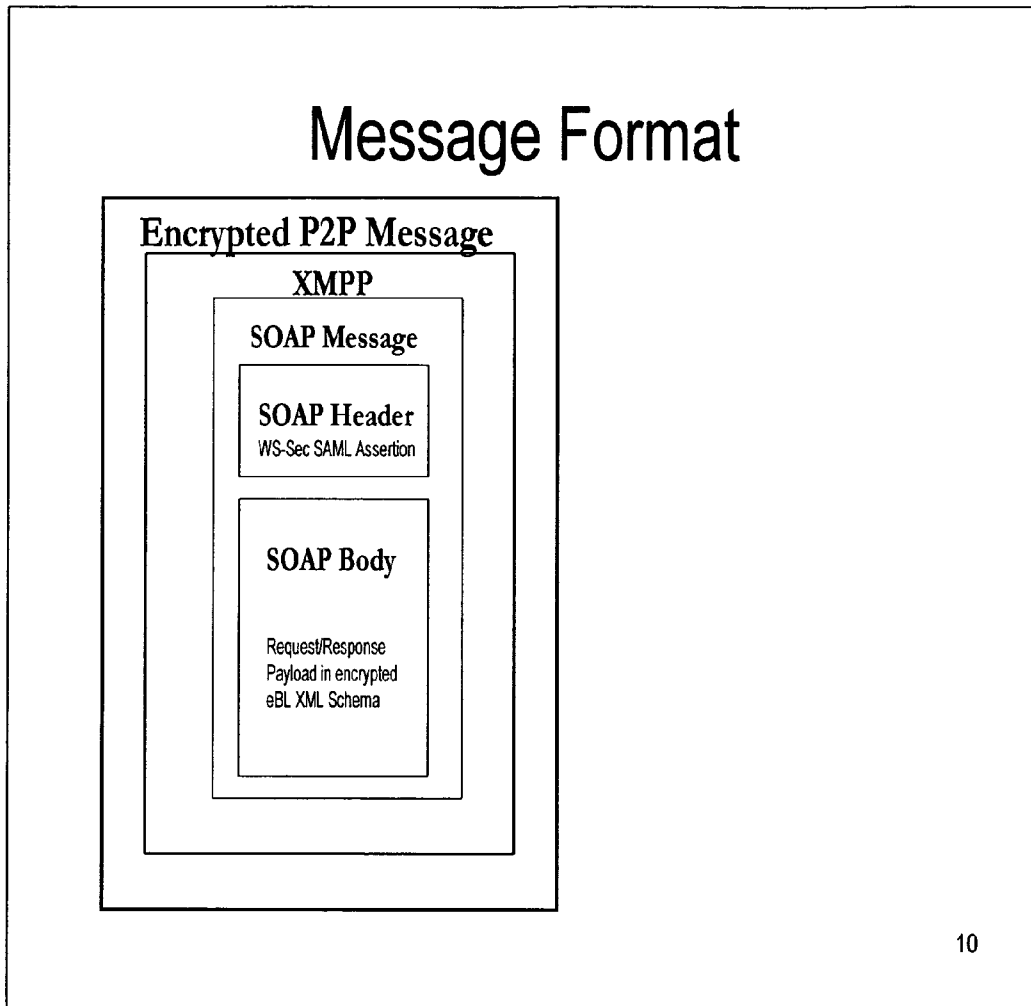 Message Format
Encrypted P2P Message
XMPP
SOAP Message
SOAP Header
WS-Sec SAML Assertion
SOAP Body
Request/Response
Payload in encrypted
eBL XML Schema
10